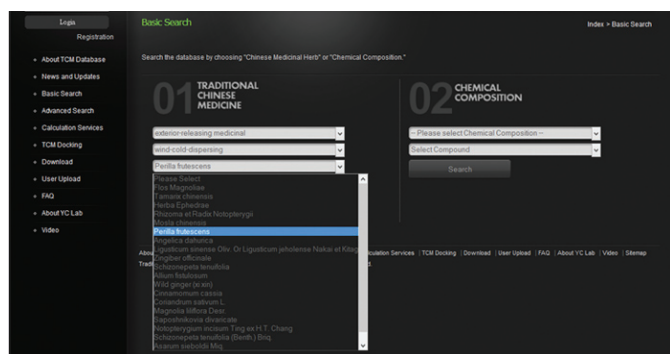 Login
Registration
About TCM Database
News and Updates
Basic Search
Advanced Search
Calculation Services
TCM Docking
Download
User Upload
FAQ
About YC Lab
Video
Basic Search
Index > Basic Search
Search the database by choosing "Chinese Medicinal Herb" or "Chemical Composition."
01 TRADITIONAL
CHINESE
MEDICINE
exterior-releasing medicinal
wind-cold-dispersing
Perilla frutescens
Please Select
Flos Magnoliae
Tamarix chinensis
Herba Ephedrae
Rhizoma et Radix Notopterygii
Mosla chinensis
Perilla frutescens
Angelica dahurica
Ligusticum sinense Oliv. Or Ligusticum jeholense Nakai et Kitag
Zingiber officinale
Schizonepeta tenuifolia
Allium fistulosum
Wild ginger (xi xin)
Cinnamomum cassia
Coriandrum sativum L.
Magnolia liliflora Desr.
Saposhnikovia divaricate
Notopterygium incisum Ting ex H.T. Chang
Schizonepeta tenuifolia (Benth.) Briq.
Asarum sieboldii Miq.
02 CHEMICAL
COMPOSITION
-- Please select Chemical Composition --
Select Compound
Search
Abou
lculation Services | TCM Docking | Download | User Upload | FAQ | About YC Lab | Video | Sitemap
Tradit
d.